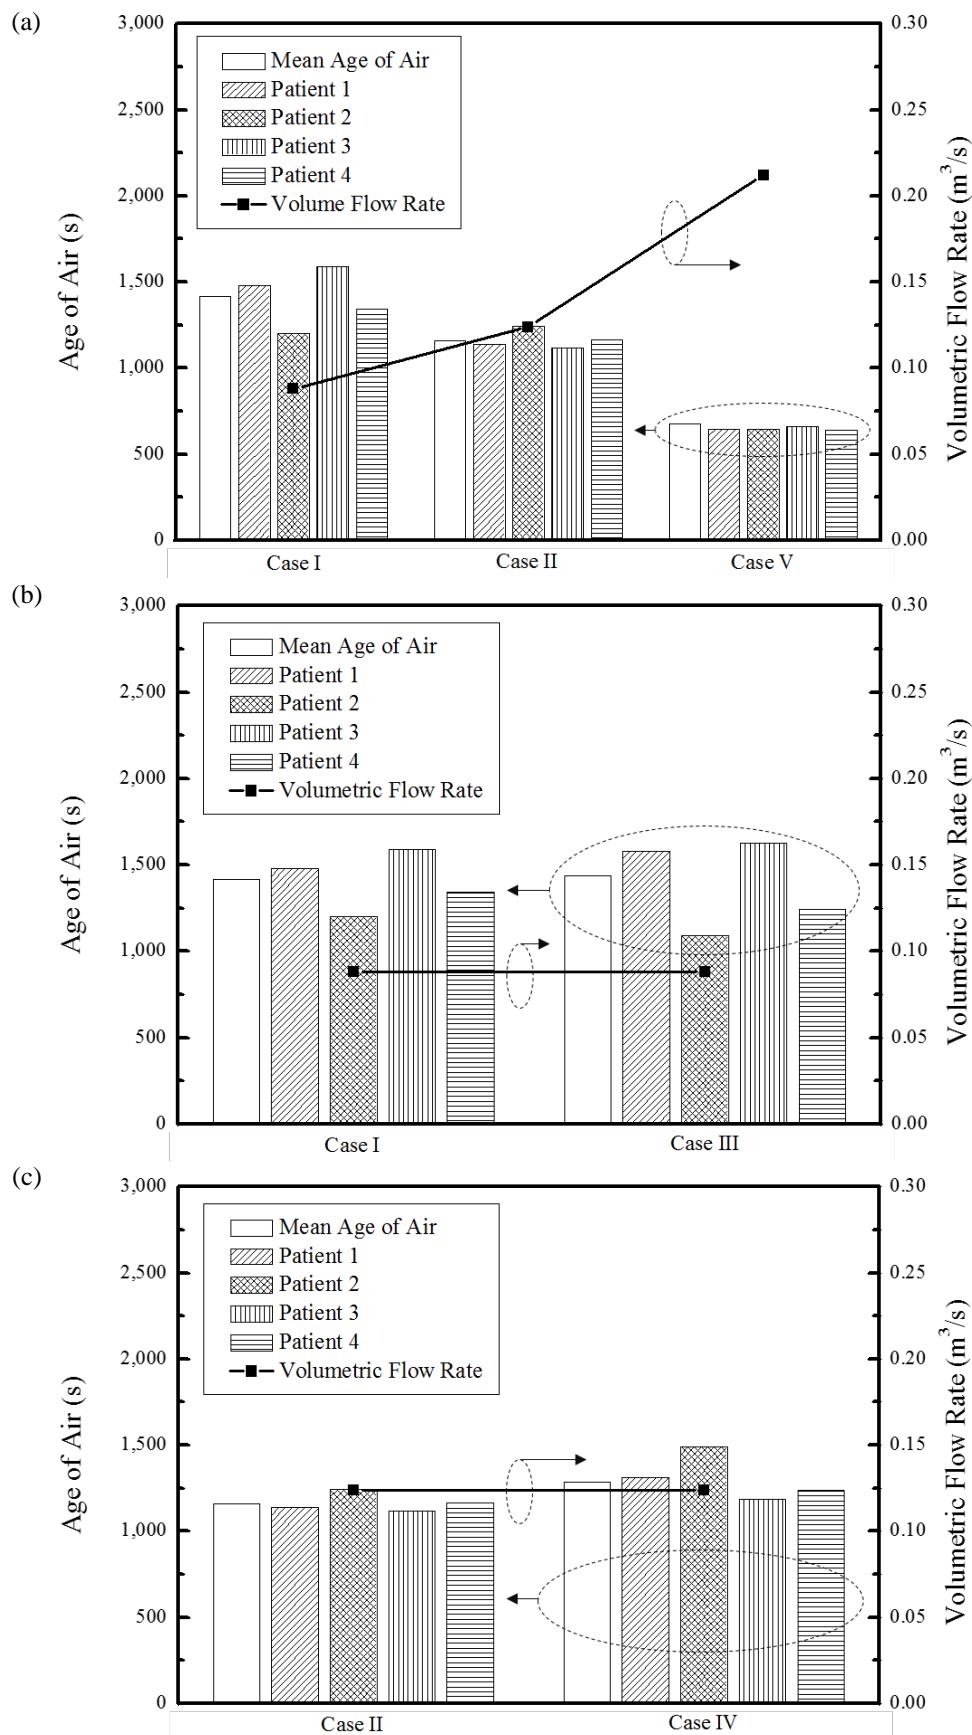 (a)
3,000
2,500
2,000
1,500
1,000
500
0
Age of Air (s)
Mean Age of Air
Patient 1
Patient 2
Patient 3
Patient 4
Volume Flow Rate
0.30
0.25
0.20
0.15
0.10
0.05
0.00
Volumetric Flow Rate (m³/s)
Case I
Case II
Case V
(b)
3,000
2,500
2,000
1,500
1,000
500
0
Age of Air (s)
Mean Age of Air
Patient 1
Patient 2
Patient 3
Patient 4
Volumetric Flow Rate
0.30
0.25
0.20
0.15
0.10
0.05
0.00
Volumetric Flow Rate (m³/s)
Case I
Case III
(c)
3,000
2,500
2,000
1,500
1,000
500
0
Age of Air (s)
Mean Age of Air
Patient 1
Patient 2
Patient 3
Patient 4
Volumetric Flow Rate
0.30
0.25
0.20
0.15
0.10
0.05
0.00
Volumetric Flow Rate (m³/s)
Case II
Case IV